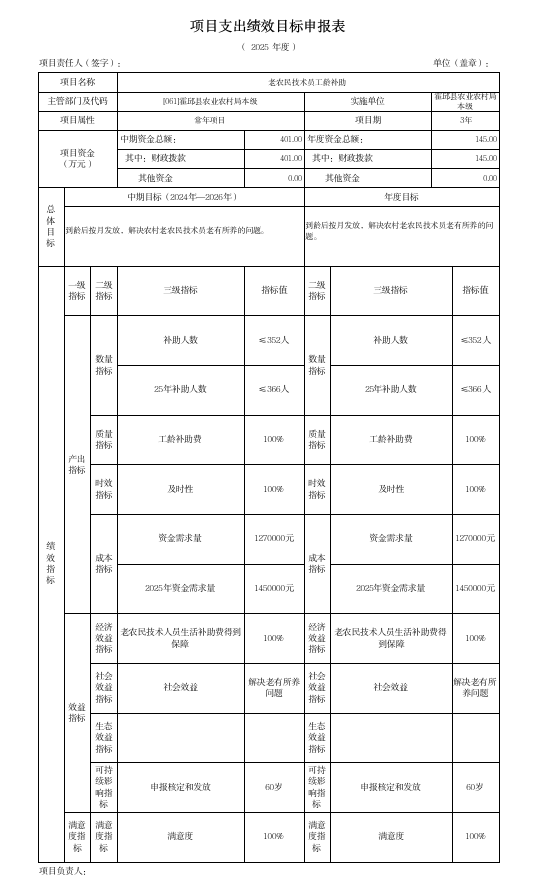 项目支出绩效目标申报表
（ 2025 年度 ）
项目责任人（签字）： 单位（盖章）：
项目名称 老农民技术员工龄补助
主管部门及代码 [061]霍邱县农业农村局本级 实施单位 霍邱县农业农村局本级
项目属性 常年项目 项目期 3年
项目资金（万元） 中期资金总额： 401.00 年度资金总额： 145.00
其中：财政拨款 401.00 其中：财政拨款 145.00
其他资金 0.00 其他资金 0.00
总体目标 中期目标（2024年—2026年） 年度目标
到龄后按月发放，解决农村老农民技术员老有所养的问题。 到龄后按月发放，解决农村老农民技术员老有所养的问题。
绩效指标 一级指标 二级指标 三级指标 指标值 二级指标 三级指标 指标值
产出指标 数量指标 补助人数 ≤352人 数量指标 补助人数 ≤352人
25年补助人数 ≤366人 25年补助人数 ≤366人
质量指标 工龄补助费 100% 质量指标 工龄补助费 100%
时效指标 及时性 100% 时效指标 及时性 100%
成本指标 资金需求量 1270000元 成本指标 资金需求量 1270000元
2025年资金需求量 1450000元 2025年资金需求量 1450000元
效益指标 经济效益指标 老农民技术人员生活补助费得到保障 100% 经济效益指标 老农民技术人员生活补助费得到保障 100%
社会效益指标 社会效益 解决老有所养问题 社会效益指标 社会效益 解决老有所养问题
生态效益指标 生态效益指标
可持续影响指标 申报核定和发放 60岁 可持续影响指标 申报核定和发放 60岁
满意度指标 满意度指标 满意度 100% 满意度指标 满意度 100%
项目负责人：